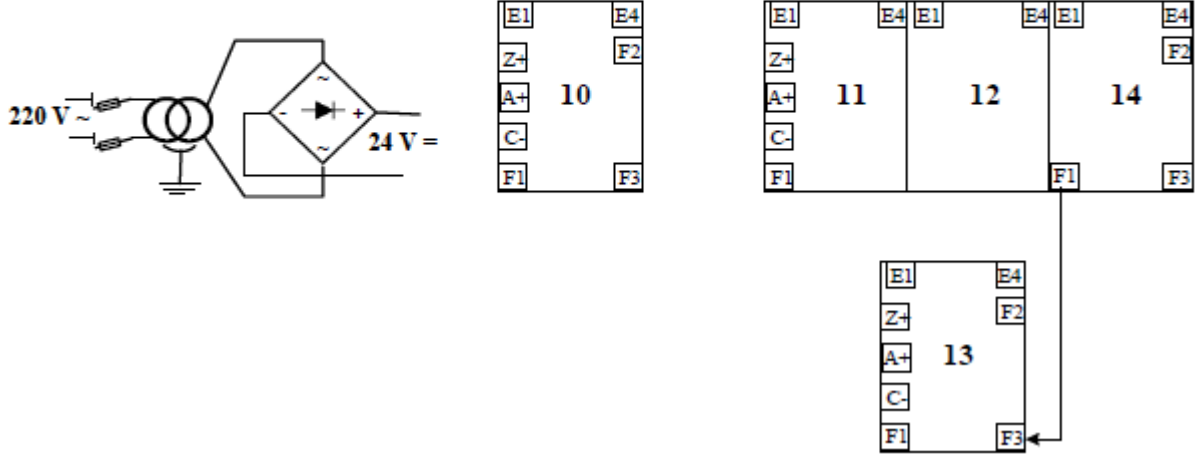 E1 E4 E1 E4 E1 E4 E1 E4
Z+ F2 Z+ F2
~
220 V ~ - + A+ 10 A+ 11 12 14
24 V =
~
C- C-
F1 F3 F1 F1 F3
E1 E4
Z+ F2
A+ 13
C-
F1 F3